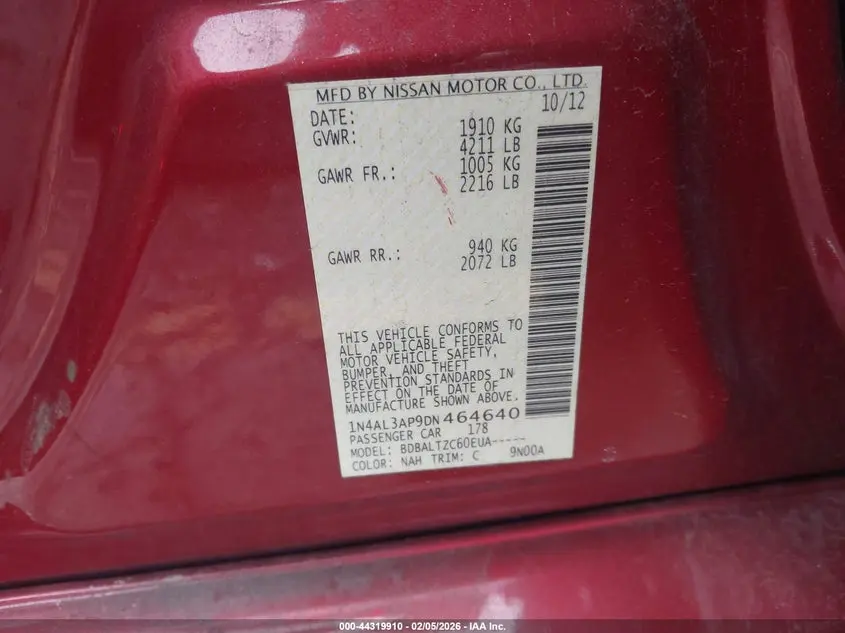 MFD BY NISSAN MOTOR CO., LTD.
DATE: 10/12
GVWR: 1910 KG
4211 LB
GAWR FR.: 1005 KG
2216 LB
GAWR RR.: 940 KG
2072 LB
THIS VEHICLE CONFORMS TO
ALL APPLICABLE FEDERAL
MOTOR VEHICLE SAFETY,
BUMPER, AND THEFT
PREVENTION STANDARDS IN
EFFECT ON THE DATE OF
MANUFACTURE SHOWN ABOVE.
1N4AL3AP9DN464640
PASSENGER CAR 178
MODEL: BDBALTZC60EUA-----
COLOR: NAH TRIM: C 9N00A
000-44319910 - 02/05/2026 - IAA Inc.